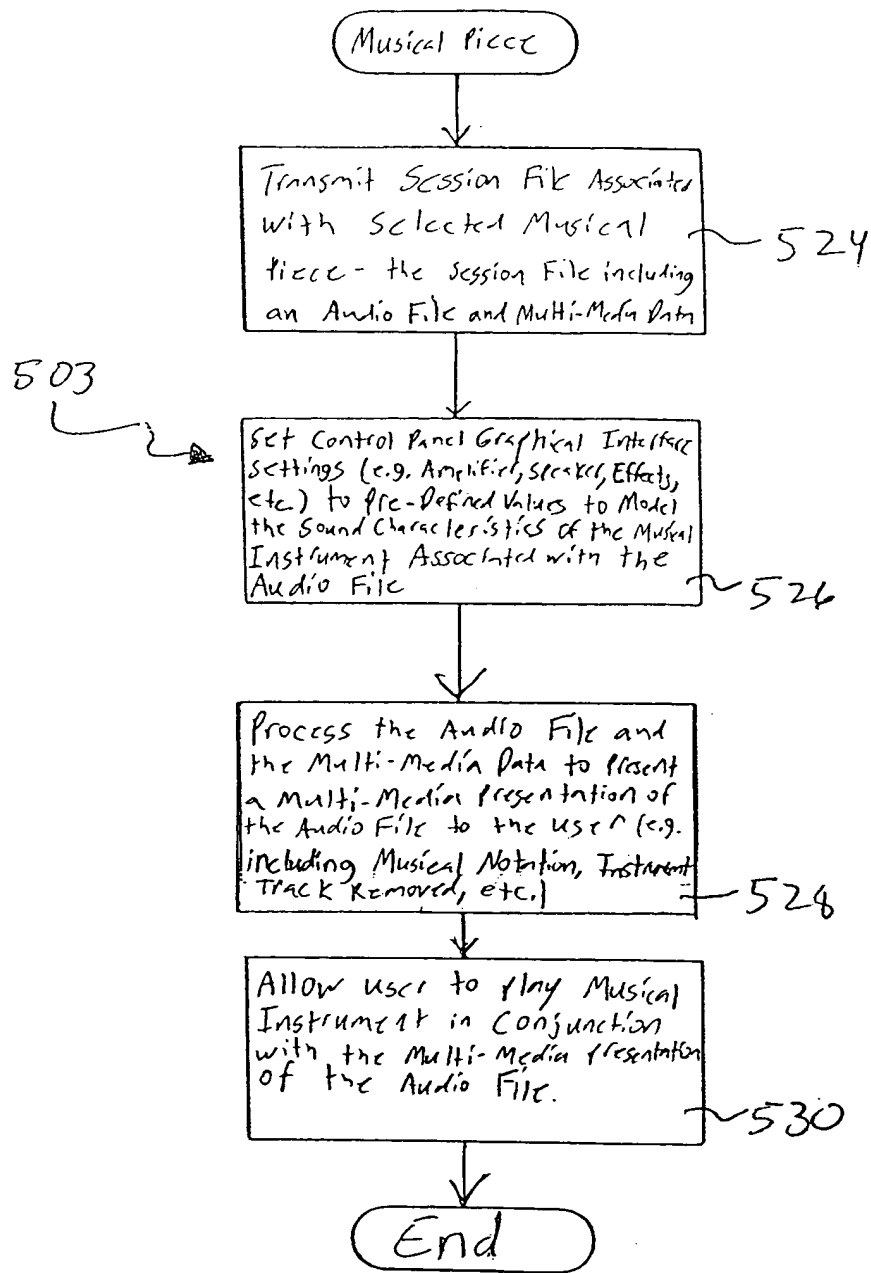 Musical Piece
Transmit Session File Associated
with Selected Musical
Piece - the Session File including
an Audio File and Multi-Media Data
524
503
Set Control Panel Graphical Interface
Settings (e.g. Amplifier, Speaker, Effects,
etc.) to Pre-Defined Values to Model
the Sound Characteristics of the Musical
Instrument Associated with the
Audio File
526
Process the Audio File and
the Multi-Media Data to Present
a Multi-Media Presentation of
the Audio File to the user (e.g.
including Musical Notation, Instrument
Track Removed, etc.)
528
Allow user to play Musical
Instrument in Conjunction
with the Multi-Media presentation
of the Audio File.
530
End